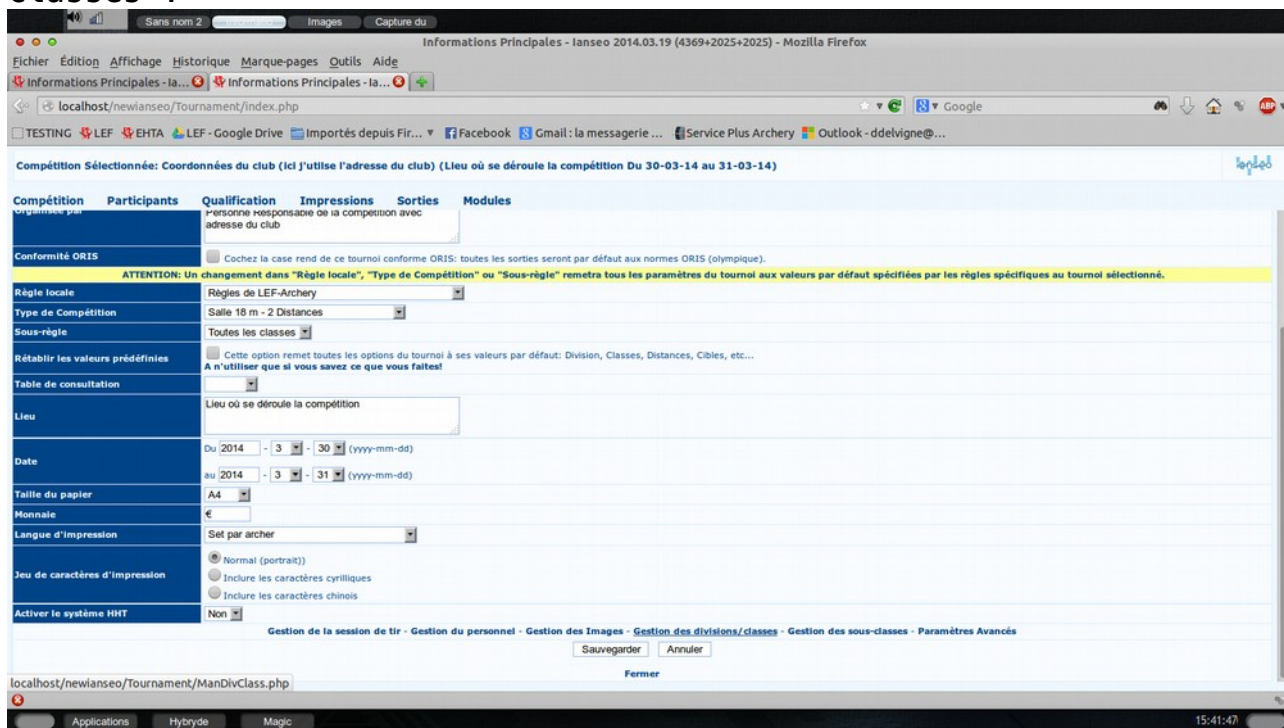 classes".
Sans nom 2 Images Capture du
Informations Principales - Ianseo 2014.03.19 (4369+2025+2025) - Mozilla Firefox
Fichier Édition Affichage Historique Marque-pages Outils Aide
Informations Principales - Ia... Informations Principales - Ia...
localhost/newianseo/Tournament/index.php Google
TESTING LEF EHTA LEF - Google Drive Importés depuis Fir... Facebook Gmail : la messagerie ... Service Plus Archery Outlook - ddelvigne@...
Compétition Sélectionnée: Coordonnées du club (ici j'utilse l'adresse du club) (Lieu où se déroule la compétition Du 30-03-14 au 31-03-14)
ianseo
Compétition Participants Qualification Impressions Sorties Modules
Organisée par
Personne Responsable de la compétition avec
adresse du club
Conformité ORIS Cochez la case rend de ce tournoi conforme ORIS: toutes les sorties seront par défaut aux normes ORIS (olympique).
ATTENTION: Un changement dans "Règle locale", "Type de Compétition" ou "Sous-règle" remetra tous les paramètres du tournoi aux valeurs par défaut spécifiées par les règles spécifiques au tournoi sélectionné.
Règle locale Règles de LEF-Archery
Type de Compétition Salle 18 m - 2 Distances
Sous-règle Toutes les classes
Rétablir les valeurs prédéfinies Cette option remet toutes les options du tournoi à ses valeurs par défaut: Division, Classes, Distances, Cibles, etc...
A n'utiliser que si vous savez ce que vous faites!
Table de consultation
Lieu Lieu où se déroule la compétition
Date
Du 2014 - 3 - 30 (yyyy-mm-dd)
au 2014 - 3 - 31 (yyyy-mm-dd)
Taille du papier A4
Monnaie €
Langue d'impression Set par archer
Jeu de caractères d'impression
Normal (portrait))
Inclure les caractères cyrilliques
Inclure les caractères chinois
Activer le système HHT Non
Gestion de la session de tir - Gestion du personnel - Gestion des Images - Gestion des divisions/classes - Gestion des sous-classes - Paramètres Avancés
Sauvegarder Annuler
Fermer
localhost/newianseo/Tournament/ManDivClass.php
Applications Hybryde Magic 15:41:47